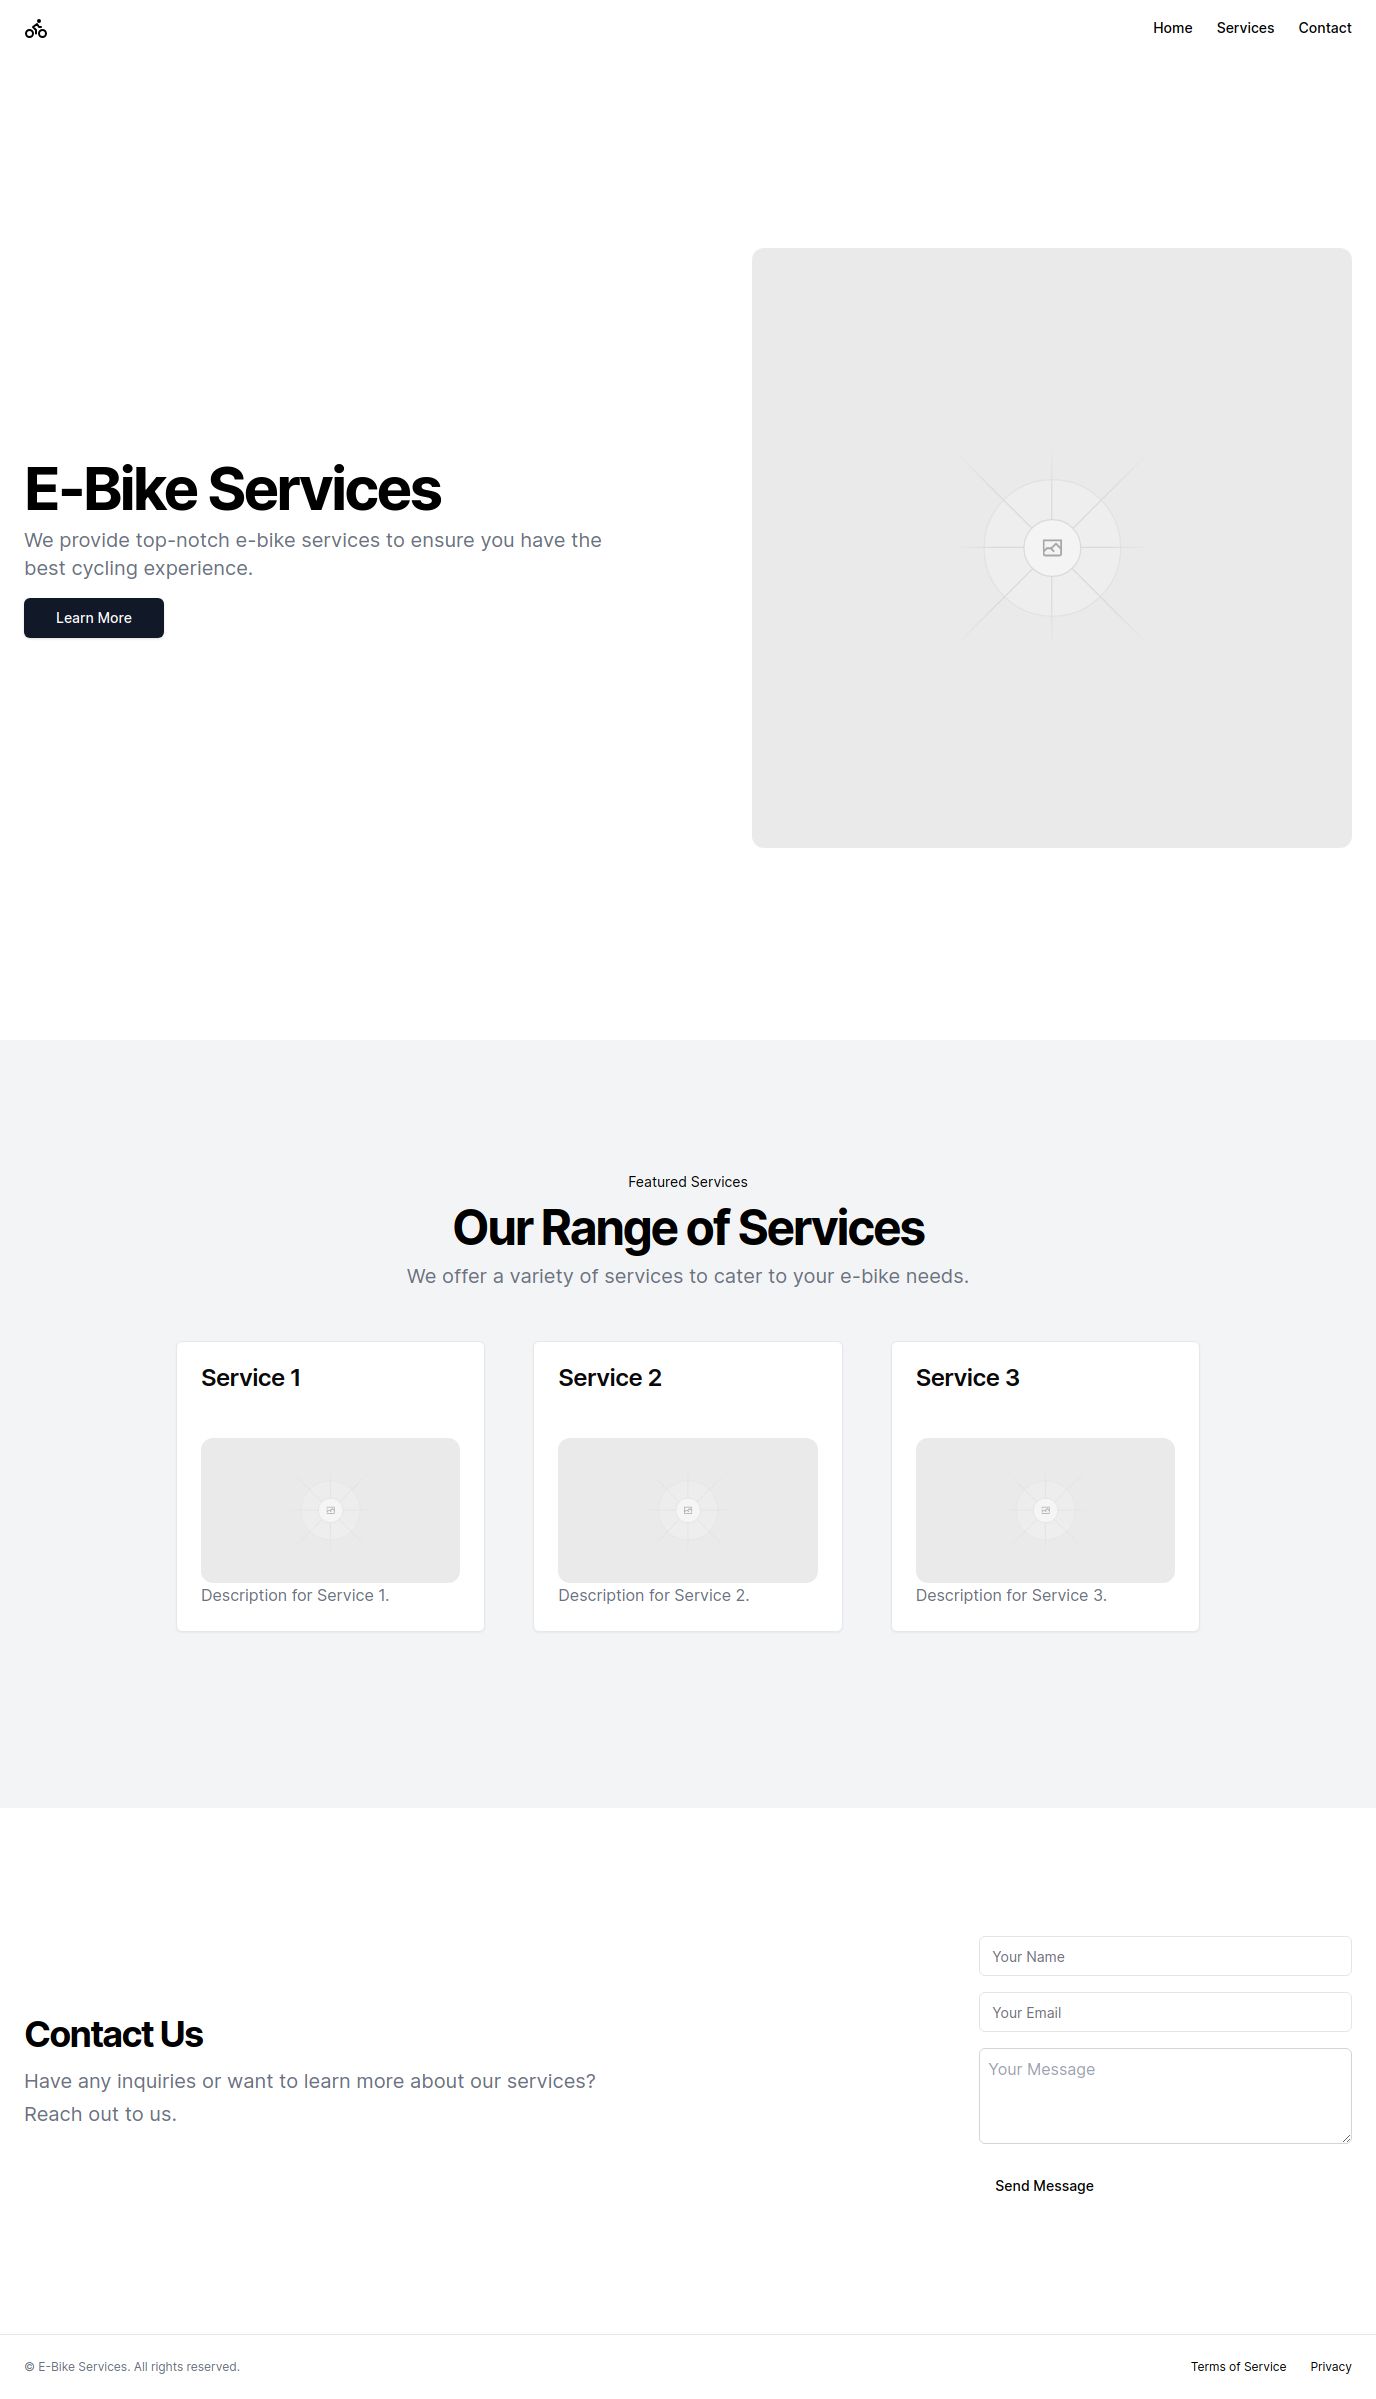 Home Services Contact
E-Bike Services
We provide top-notch e-bike services to ensure you have the
best cycling experience.
Learn More
Featured Services
Our Range of Services
We offer a variety of services to cater to your e-bike needs.
Service 1
Description for Service 1.
Service 2
Description for Service 2.
Service 3
Description for Service 3.
Contact Us
Have any inquiries or want to learn more about our services?
Reach out to us.
Your Name
Your Email
Your Message
Send Message
© E-Bike Services. All rights reserved.
Terms of Service Privacy